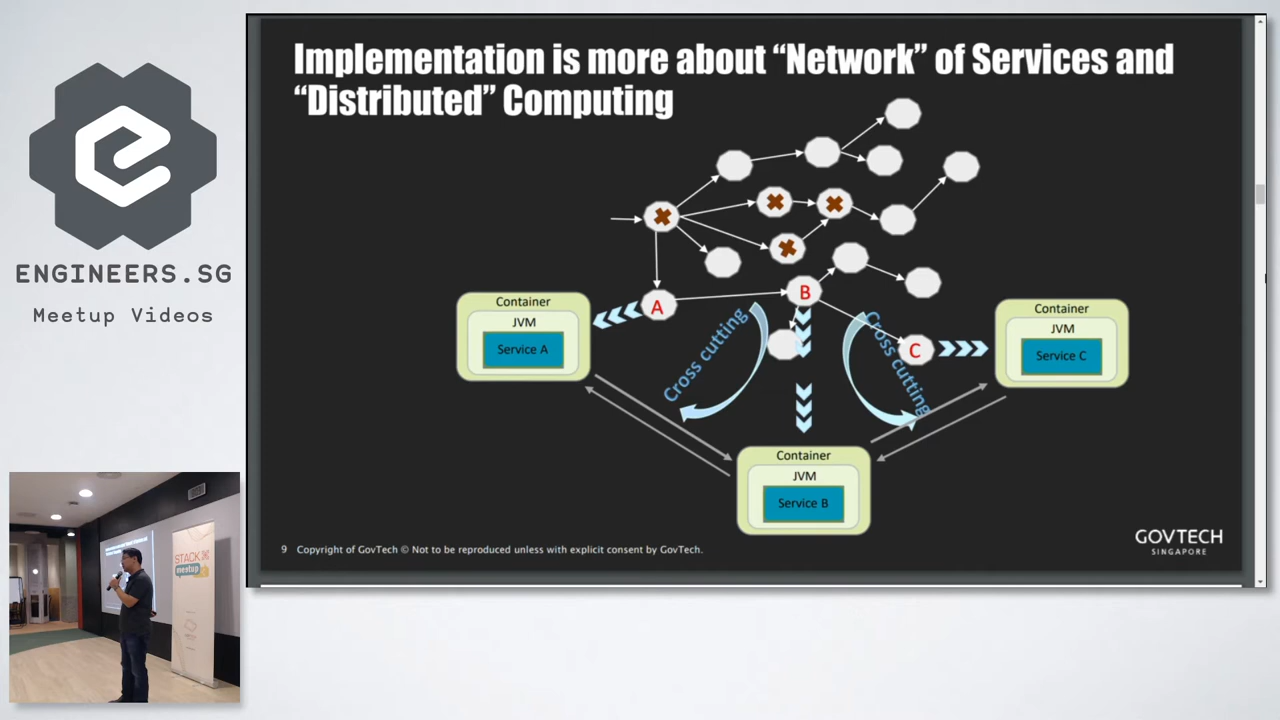 Implementation is more about “Network” of Services and
“Distributed” Computing
ENGINEERS.SG
Meetup Videos
A
B
C
Cross cutting
Cross cutting
Container
JVM
Service A
Container
JVM
Service C
Container
JVM
Service B
9 Copyright of GovTech © Not to be reproduced unless with explicit consent by GovTech.
GOVTECH
SINGAPORE
STACK
meetup